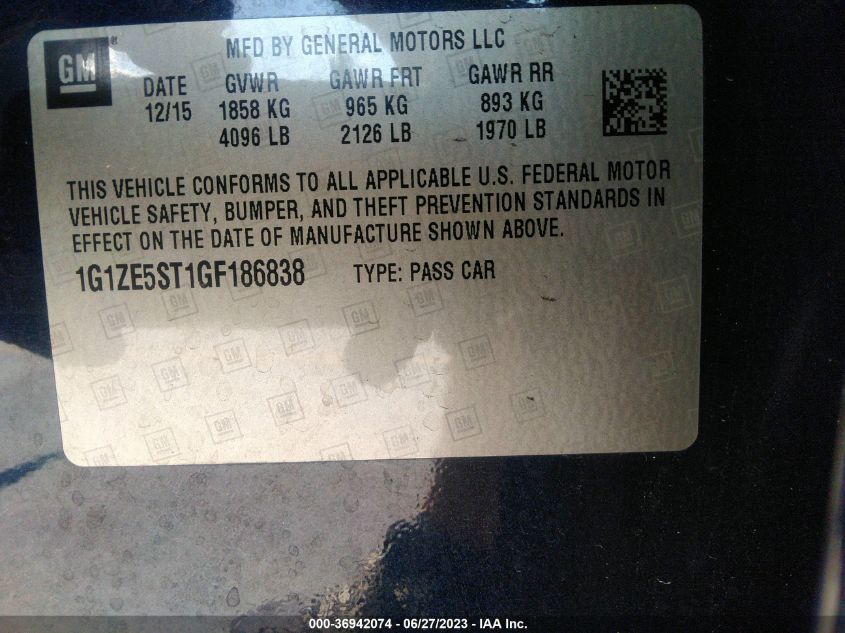 GM
MFD BY GENERAL MOTORS LLC
DATE GVWR GAWR FRT GAWR RR
12/15 1858 KG 965 KG 893 KG
4096 LB 2126 LB 1970 LB
THIS VEHICLE CONFORMS TO ALL APPLICABLE U.S. FEDERAL MOTOR
VEHICLE SAFETY, BUMPER, AND THEFT PREVENTION STANDARDS IN
EFFECT ON THE DATE OF MANUFACTURE SHOWN ABOVE.
1G1ZE5ST1GF186838 TYPE: PASS CAR
000-36942074 - 06/27/2023 - IAA Inc.